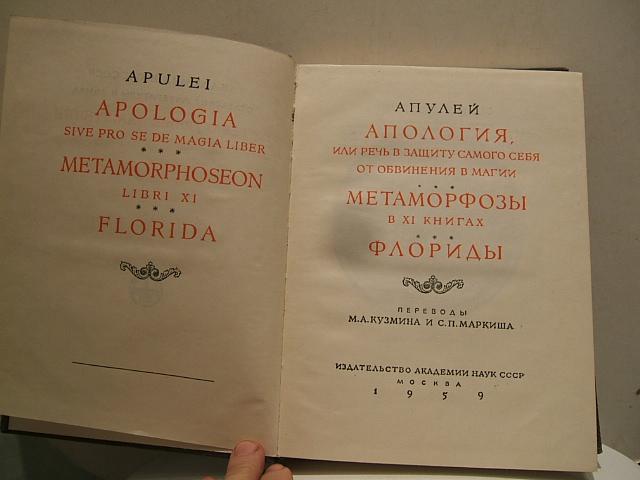 APULEI
APOLOGIA
SIVE PRO SE DE MAGIA LIBER
* * *
METAMORPHOSEON
LIBRI XI
* * *
FLORIDA
АПУЛЕЙ
АПОЛОГИЯ,
ИЛИ РЕЧЬ В ЗАЩИТУ САМОГО СЕБЯ
ОТ ОБВИНЕНИЯ В МАГИИ
* * *
МЕТАМОРФОЗЫ
В XI КНИГАХ
* * *
ФЛОРИДЫ
ПЕРЕВОДЫ
М.А.КУЗМИНА И С.П.МАРКИША
ИЗДАТЕЛЬСТВО АКАДЕМИИ НАУК СССР
МОСКВА
1959